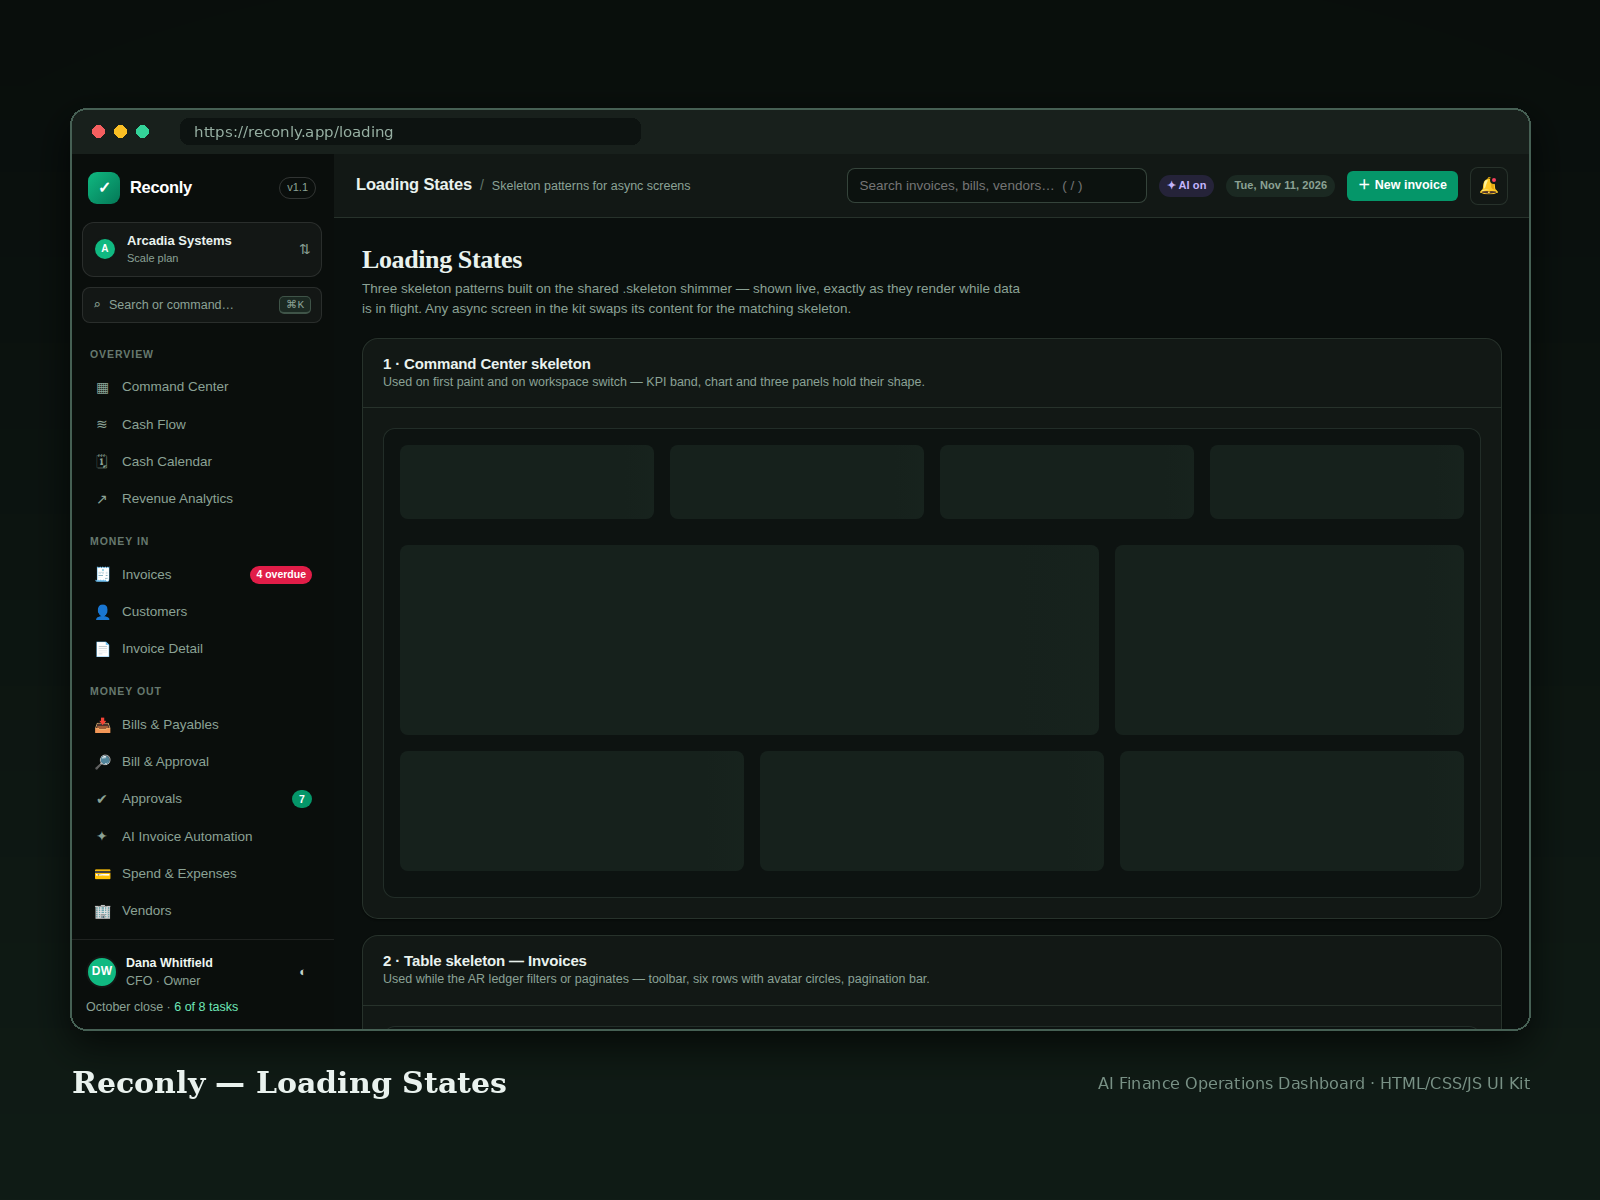 https://reconly.app/loading
✓ Reconly v1.1
A Arcadia Systems
Scale plan
Search or command… ⌘K
OVERVIEW
Command Center
Cash Flow
Cash Calendar
Revenue Analytics
MONEY IN
Invoices 4 overdue
Customers
Invoice Detail
MONEY OUT
Bills & Payables
Bill & Approval
Approvals 7
AI Invoice Automation
Spend & Expenses
Vendors
DW Dana Whitfield
CFO · Owner
October close · 6 of 8 tasks
Loading States / Skeleton patterns for async screens
Search invoices, bills, vendors… ( / )
✦ AI on
Tue, Nov 11, 2026
+ New invoice
Loading States
Three skeleton patterns built on the shared .skeleton shimmer — shown live, exactly as they render while data
is in flight. Any async screen in the kit swaps its content for the matching skeleton.
1 · Command Center skeleton
Used on first paint and on workspace switch — KPI band, chart and three panels hold their shape.
2 · Table skeleton — Invoices
Used while the AR ledger filters or paginates — toolbar, six rows with avatar circles, pagination bar.
Reconly — Loading States
AI Finance Operations Dashboard · HTML/CSS/JS UI Kit